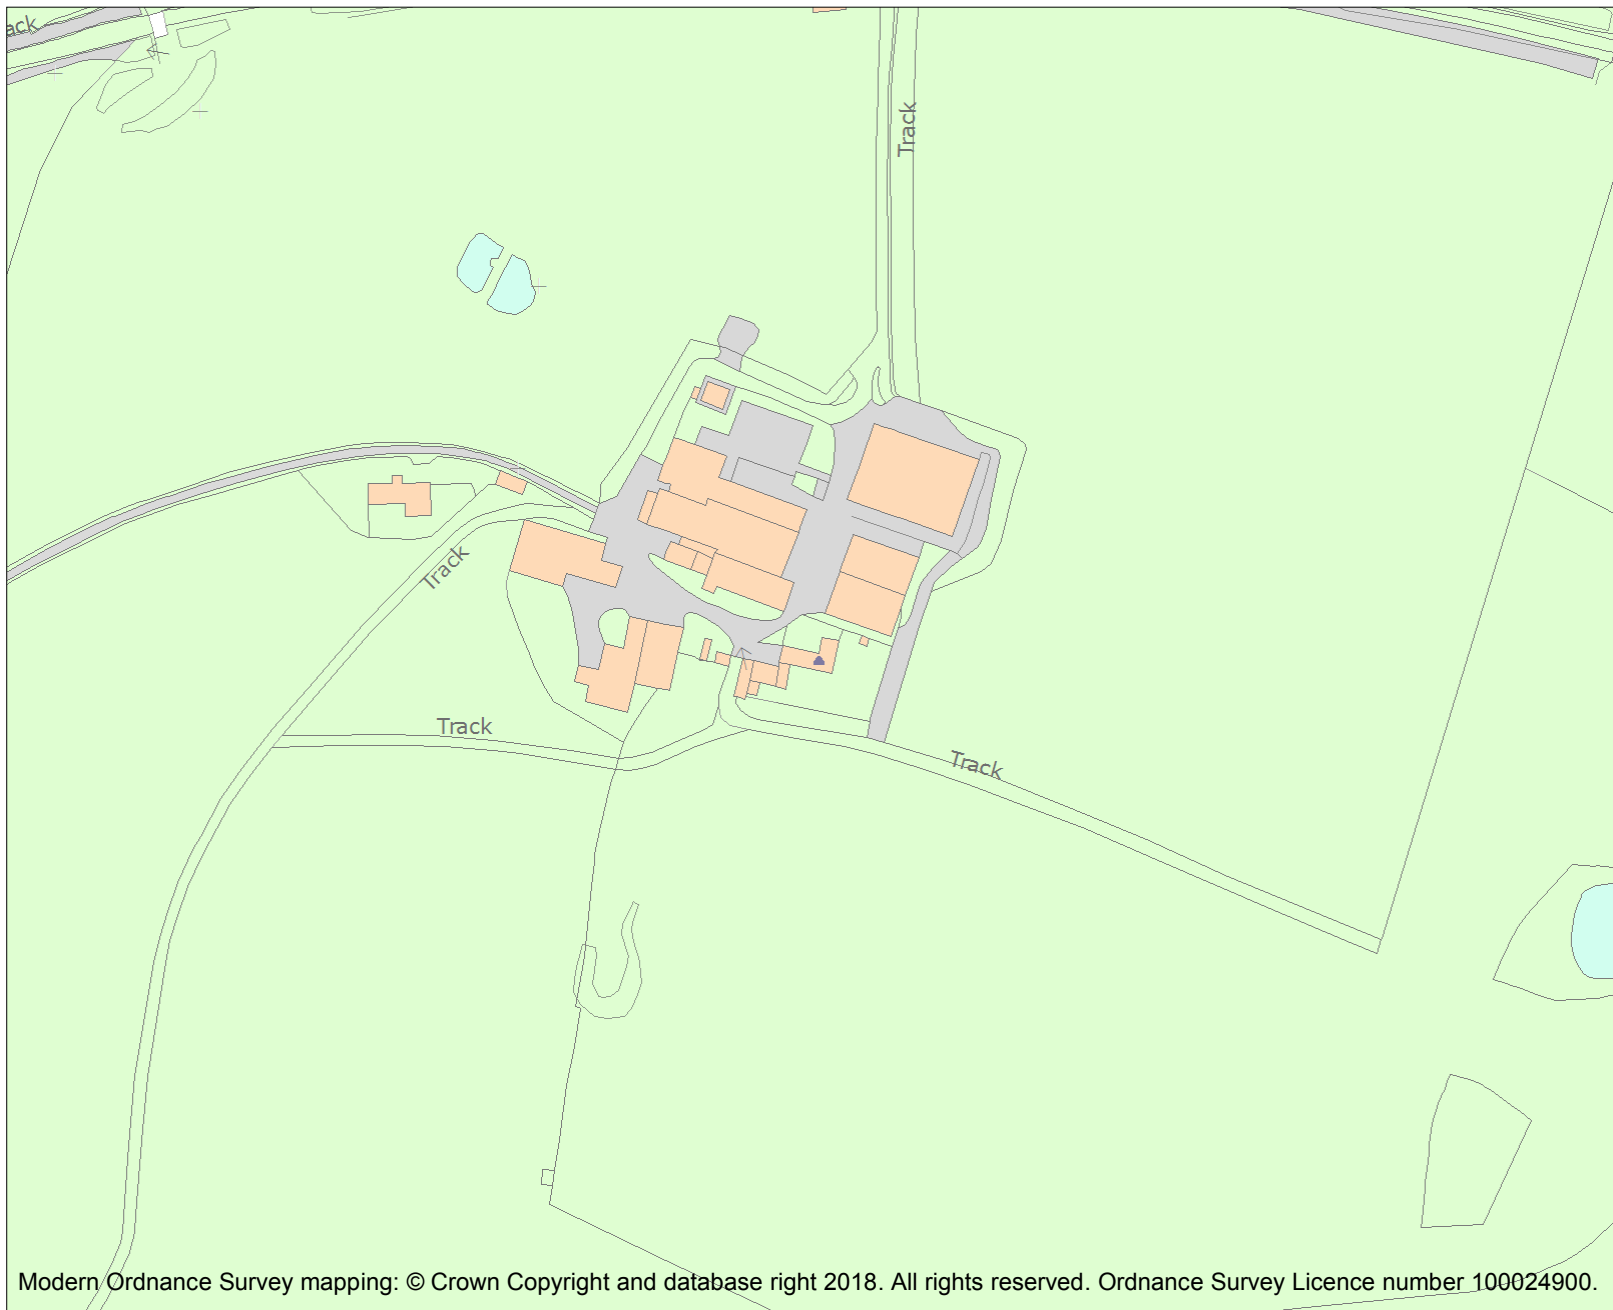 ack
Track
Track
Track
Track
Modern Ordnance Survey mapping: © Crown Copyright and database right 2018. All rights reserved. Ordnance Survey Licence number 100024900.